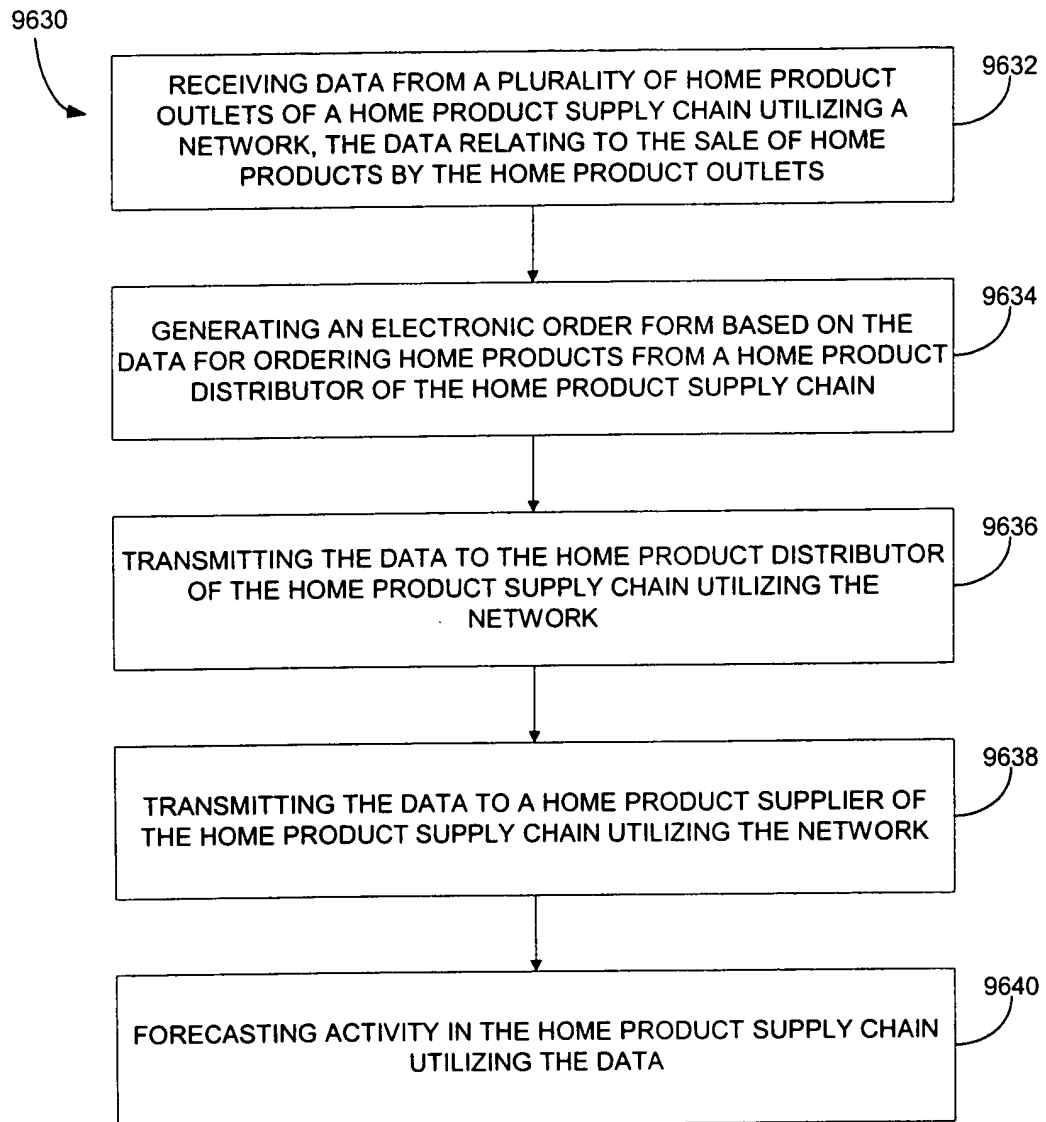 9630
RECEIVING DATA FROM A PLURALITY OF HOME PRODUCT
OUTLETS OF A HOME PRODUCT SUPPLY CHAIN UTILIZING A
NETWORK, THE DATA RELATING TO THE SALE OF HOME
PRODUCTS BY THE HOME PRODUCT OUTLETS
9632
GENERATING AN ELECTRONIC ORDER FORM BASED ON THE
DATA FOR ORDERING HOME PRODUCTS FROM A HOME PRODUCT
DISTRIBUTOR OF THE HOME PRODUCT SUPPLY CHAIN
9634
TRANSMITTING THE DATA TO THE HOME PRODUCT DISTRIBUTOR
OF THE HOME PRODUCT SUPPLY CHAIN UTILIZING THE
NETWORK
9636
TRANSMITTING THE DATA TO A HOME PRODUCT SUPPLIER OF
THE HOME PRODUCT SUPPLY CHAIN UTILIZING THE NETWORK
9638
FORECASTING ACTIVITY IN THE HOME PRODUCT SUPPLY CHAIN
UTILIZING THE DATA
9640